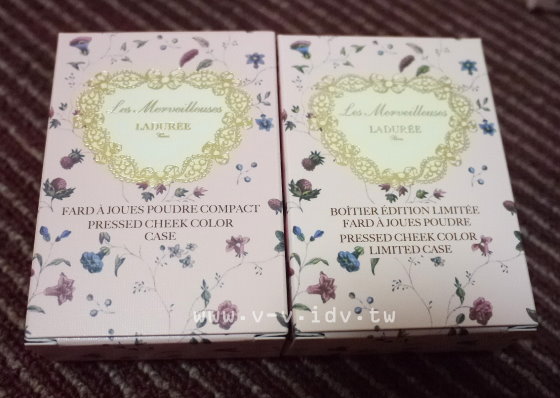 Les Merveilleuses
LADURÉE
FARD À JOUES POUDRE COMPACT
PRESSED CHEEK COLOR
CASE
Les Merveilleuses
LADURÉE
BOÎTIER ÉDITION LIMITÉE
FARD À JOUES POUDRE
PRESSED CHEEK COLOR
LIMITED CASE
www.v-v.idv.tw